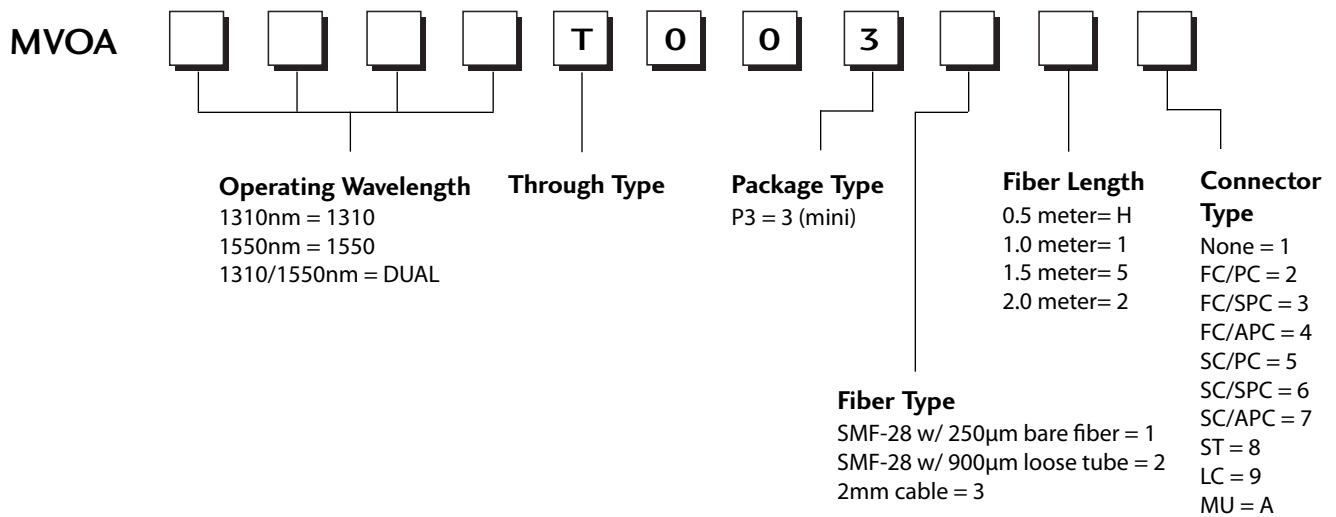 MVOA T 0 0 3
Operating Wavelength
1310nm = 1310
1550nm = 1550
1310/1550nm = DUAL
Through Type
Package Type
P3 = 3 (mini)
Fiber Type
SMF-28 w/ 250µm bare fiber = 1
SMF-28 w/ 900µm loose tube = 2
2mm cable = 3
Fiber Length
0.5 meter= H
1.0 meter= 1
1.5 meter= 5
2.0 meter= 2
Connector
Type
None = 1
FC/PC = 2
FC/SPC = 3
FC/APC = 4
SC/PC = 5
SC/SPC = 6
SC/APC = 7
ST = 8
LC = 9
MU = A